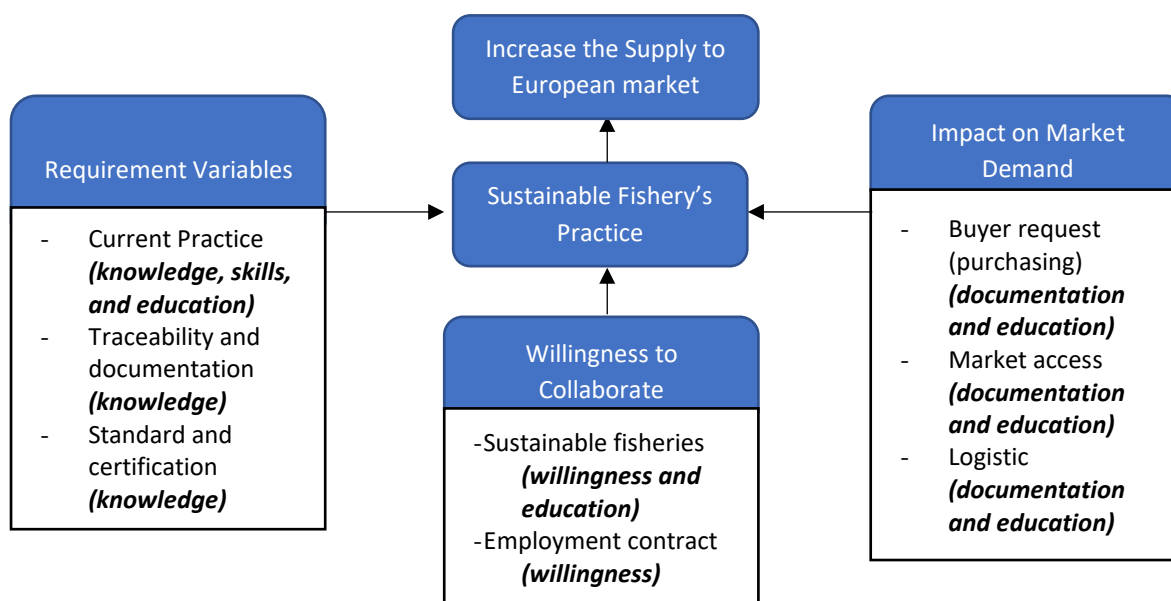 Increase the Supply to
European market
Requirement Variables
- Current Practice
(knowledge, skills,
and education)
- Traceability and
documentation
(knowledge)
- Standard and
certification
(knowledge)
Sustainable Fishery’s
Practice
Willingness to
Collaborate
-Sustainable fisheries
(willingness and
education)
-Employment contract
(willingness)
Impact on Market
Demand
- Buyer request
(purchasing)
(documentation
and education)
- Market access
(documentation
and education)
- Logistic
(documentation
and education)